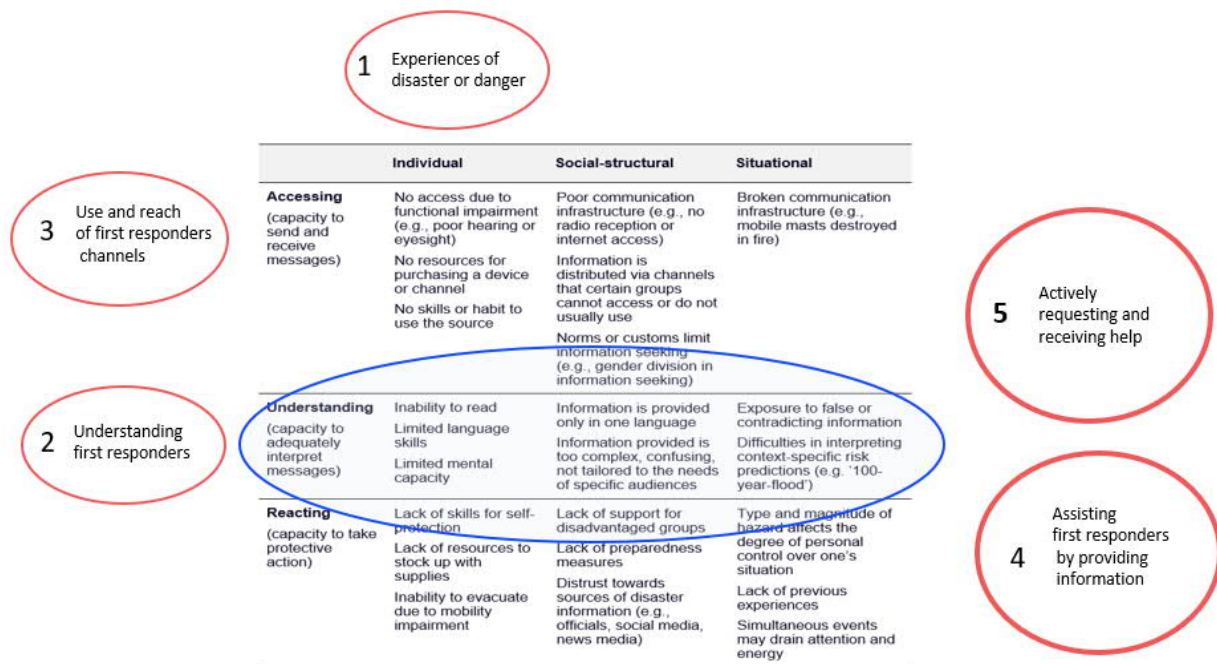 1 Experiences of
disaster or danger
Individual Social-structural Situational
3 Use and reach
of first responders
channels
Accessing
(capacity to
send and
receive
messages)
No access due to
functional impairment
(e.g., poor hearing or
eyesight)
No resources for
purchasing a device
or channel
No skills or habit to
use the source
Poor communication
infrastructure (e.g., no
radio reception or
internet access)
Information is
distributed via channels
that certain groups
cannot access or do not
usually use
Norms or customs limit
information seeking
(e.g., gender division in
information seeking)
Broken communication
infrastructure (e.g.,
mobile masts destroyed
in fire)
5 Actively
requesting and
receiving help
2 Understanding
first responders
Understanding
(capacity to
adequately
interpret
messages)
Inability to read
Limited language
skills
Limited mental
capacity
Information is provided
only in one language
Information provided is
too complex, confusing,
not tailored to the needs
of specific audiences
Exposure to false or
contradicting information
Difficulties in interpreting
context-specific risk
predictions (e.g. '100-
year-flood')
Reacting
(capacity to take
protective
action)
Lack of skills for self-
protection
Lack of resources to
stock up with
supplies
Inability to evacuate
due to mobility
impairment
Lack of support for
disadvantaged groups
Lack of preparedness
measures
Distrust towards
sources of disaster
information (e.g.,
officials, social media,
news media)
Type and magnitude of
hazard affects the
degree of personal
control over one's
situation
Lack of previous
experiences
Simultaneous events
may drain attention and
energy
4 Assisting
first responders
by providing
information